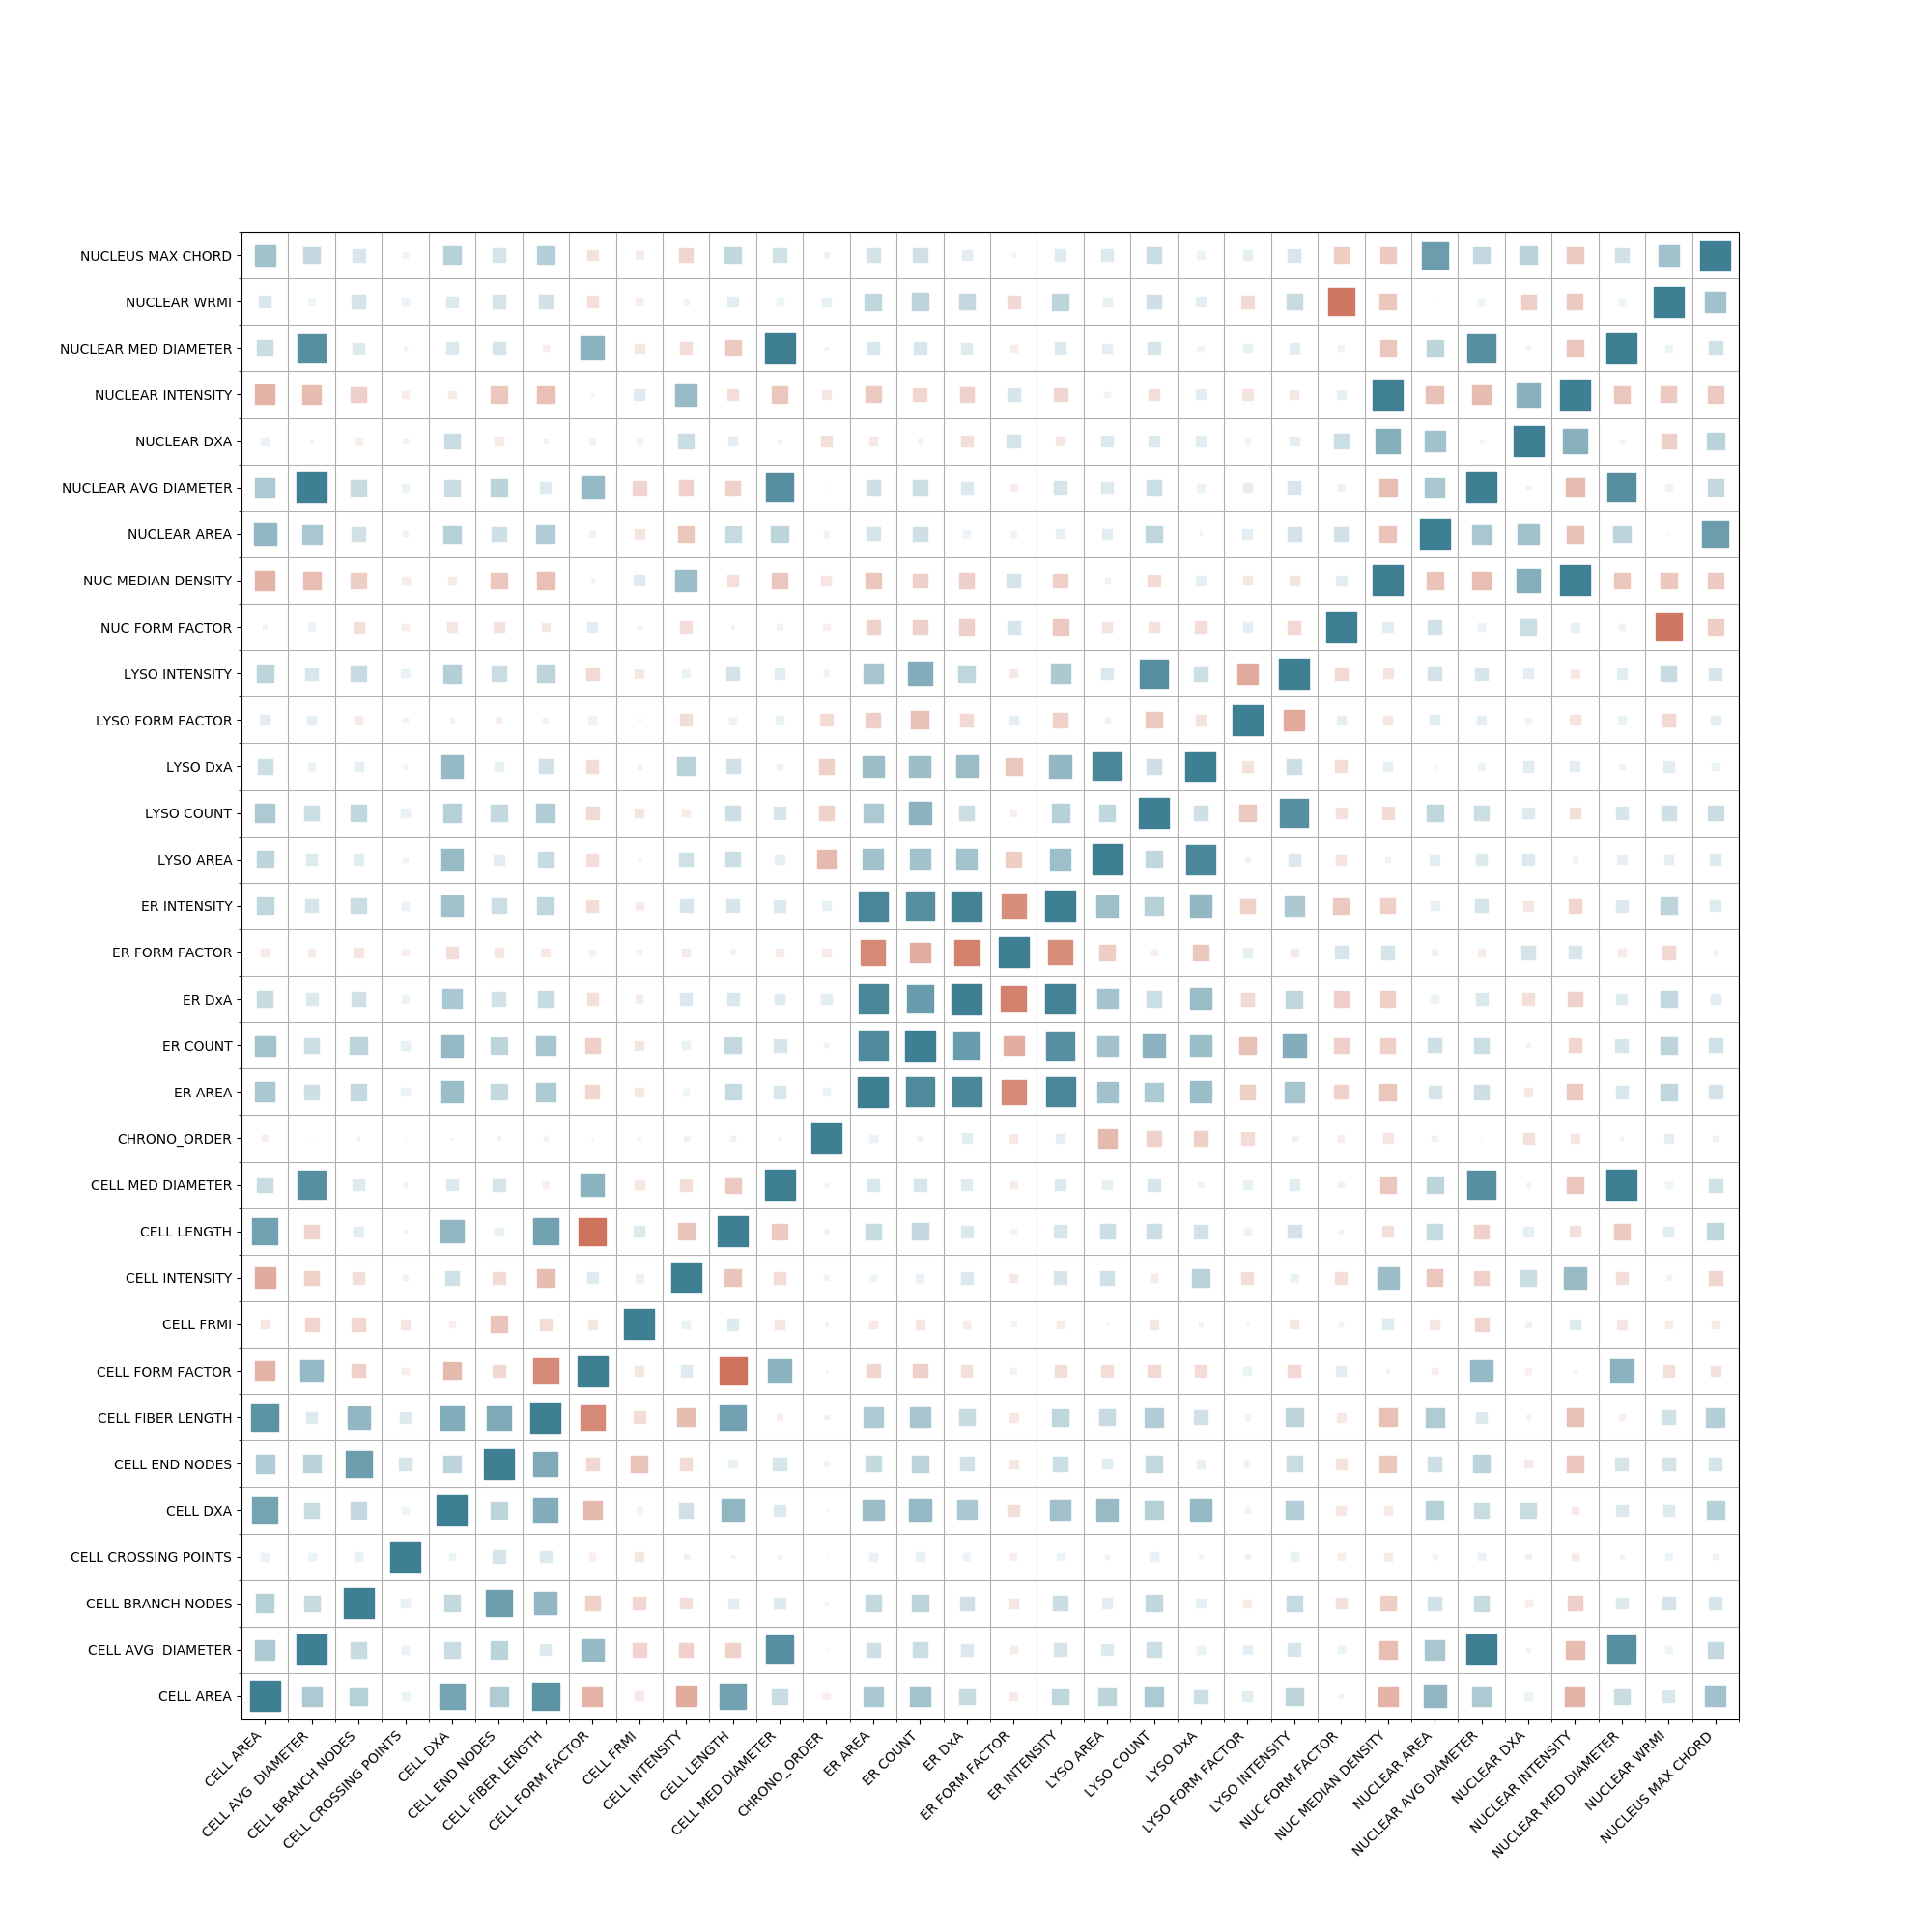 NUCLEUS MAX CHORD
NUCLEAR WRMI
NUCLEAR MED DIAMETER
NUCLEAR INTENSITY
NUCLEAR DXA
NUCLEAR AVG DIAMETER
NUCLEAR AREA
NUC MEDIAN DENSITY
NUC FORM FACTOR
LYSO INTENSITY
LYSO FORM FACTOR
LYSO DxA
LYSO COUNT
LYSO AREA
ER INTENSITY
ER FORM FACTOR
ER DxA
ER COUNT
ER AREA
CHRONO_ORDER
CELL MED DIAMETER
CELL LENGTH
CELL INTENSITY
CELL FRMI
CELL FORM FACTOR
CELL FIBER LENGTH
CELL END NODES
CELL DXA
CELL CROSSING POINTS
CELL BRANCH NODES
CELL AVG  DIAMETER
CELL AREA
CELL AREA
CELL AVG  DIAMETER
CELL BRANCH NODES
CELL CROSSING POINTS
CELL DXA
CELL END NODES
CELL FIBER LENGTH
CELL FORM FACTOR
CELL FRMI
CELL INTENSITY
CELL LENGTH
CELL MED DIAMETER
CHRONO_ORDER
ER AREA
ER COUNT
ER DxA
ER FORM FACTOR
ER INTENSITY
LYSO AREA
LYSO COUNT
LYSO DxA
LYSO FORM FACTOR
LYSO INTENSITY
NUC FORM FACTOR
NUC MEDIAN DENSITY
NUCLEAR AREA
NUCLEAR AVG DIAMETER
NUCLEAR DXA
NUCLEAR INTENSITY
NUCLEAR MED DIAMETER
NUCLEAR WRMI
NUCLEUS MAX CHORD